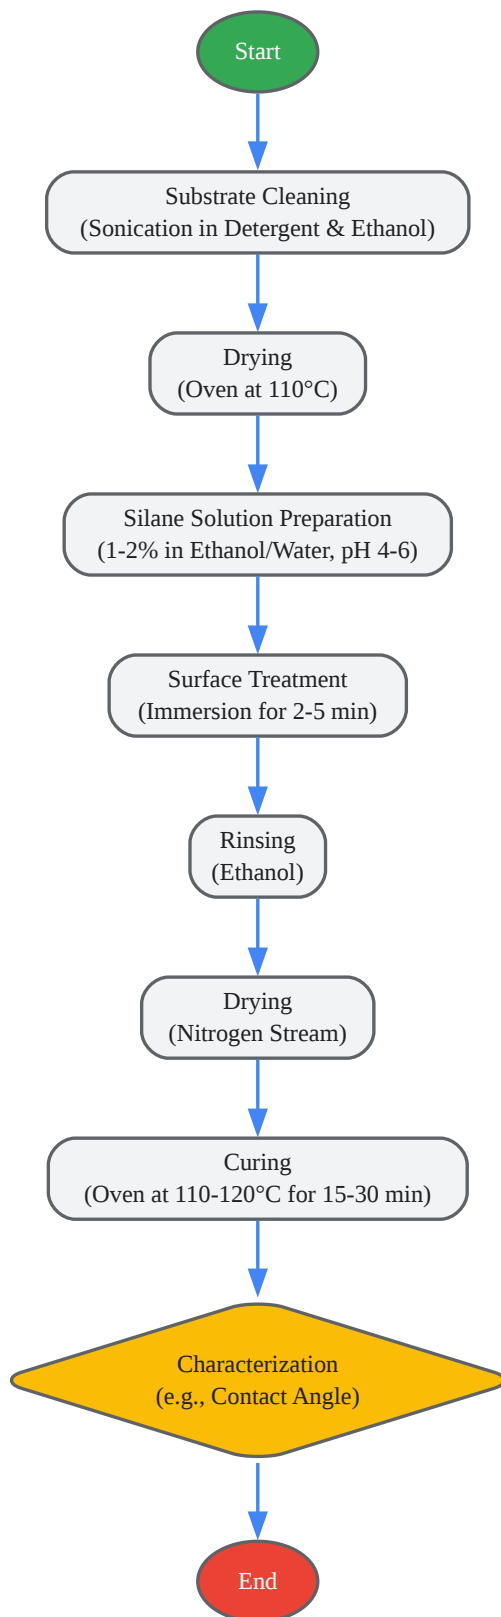 Start
Substrate Cleaning
(Sonication in Detergent & Ethanol)
Drying
(Oven at 110°C)
Silane Solution Preparation
(1-2% in Ethanol/Water, pH 4-6)
Surface Treatment
(Immersion for 2-5 min)
Rinsing
(Ethanol)
Drying
(Nitrogen Stream)
Curing
(Oven at 110-120°C for 15-30 min)
Characterization
(e.g., Contact Angle)
End